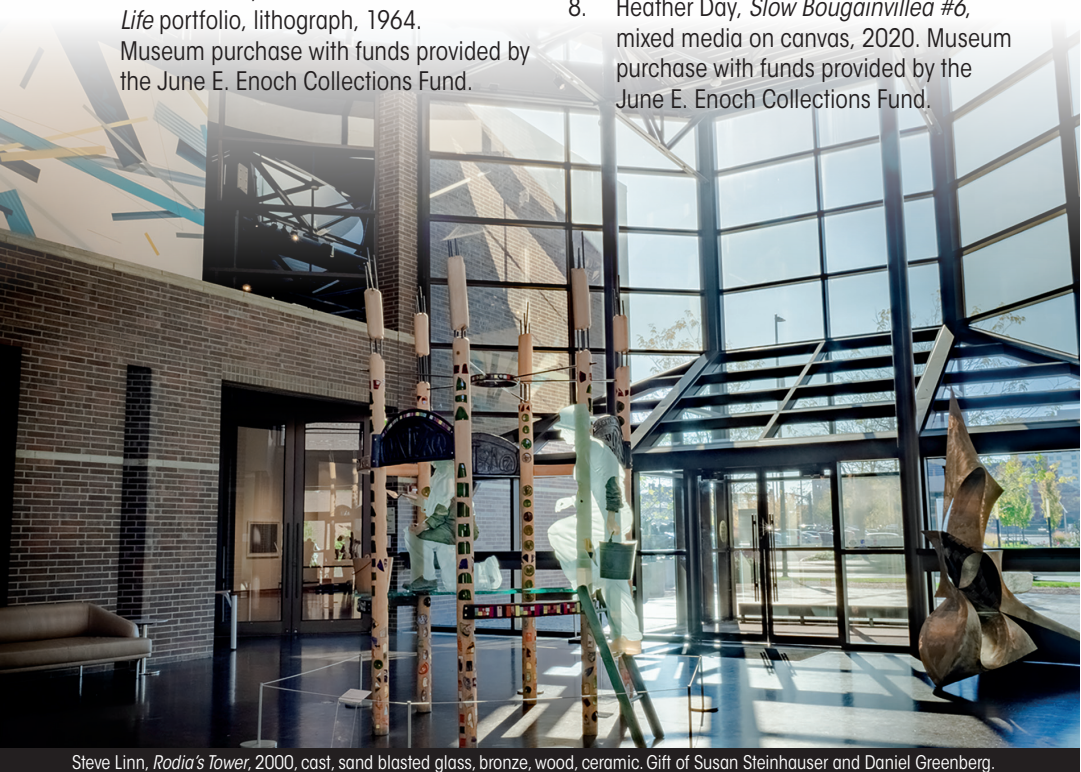 Life portfolio, lithograph, 1964.
Museum purchase with funds provided by
the June E. Enoch Collections Fund.
8. Heather Day, Slow Bougainvillea #6,
mixed media on canvas, 2020. Museum
purchase with funds provided by the
June E. Enoch Collections Fund.
Steve Linn, Rodia's Tower, 2000, cast, sand blasted glass, bronze, wood, ceramic. Gift of Susan Steinhauser and Daniel Greenberg.